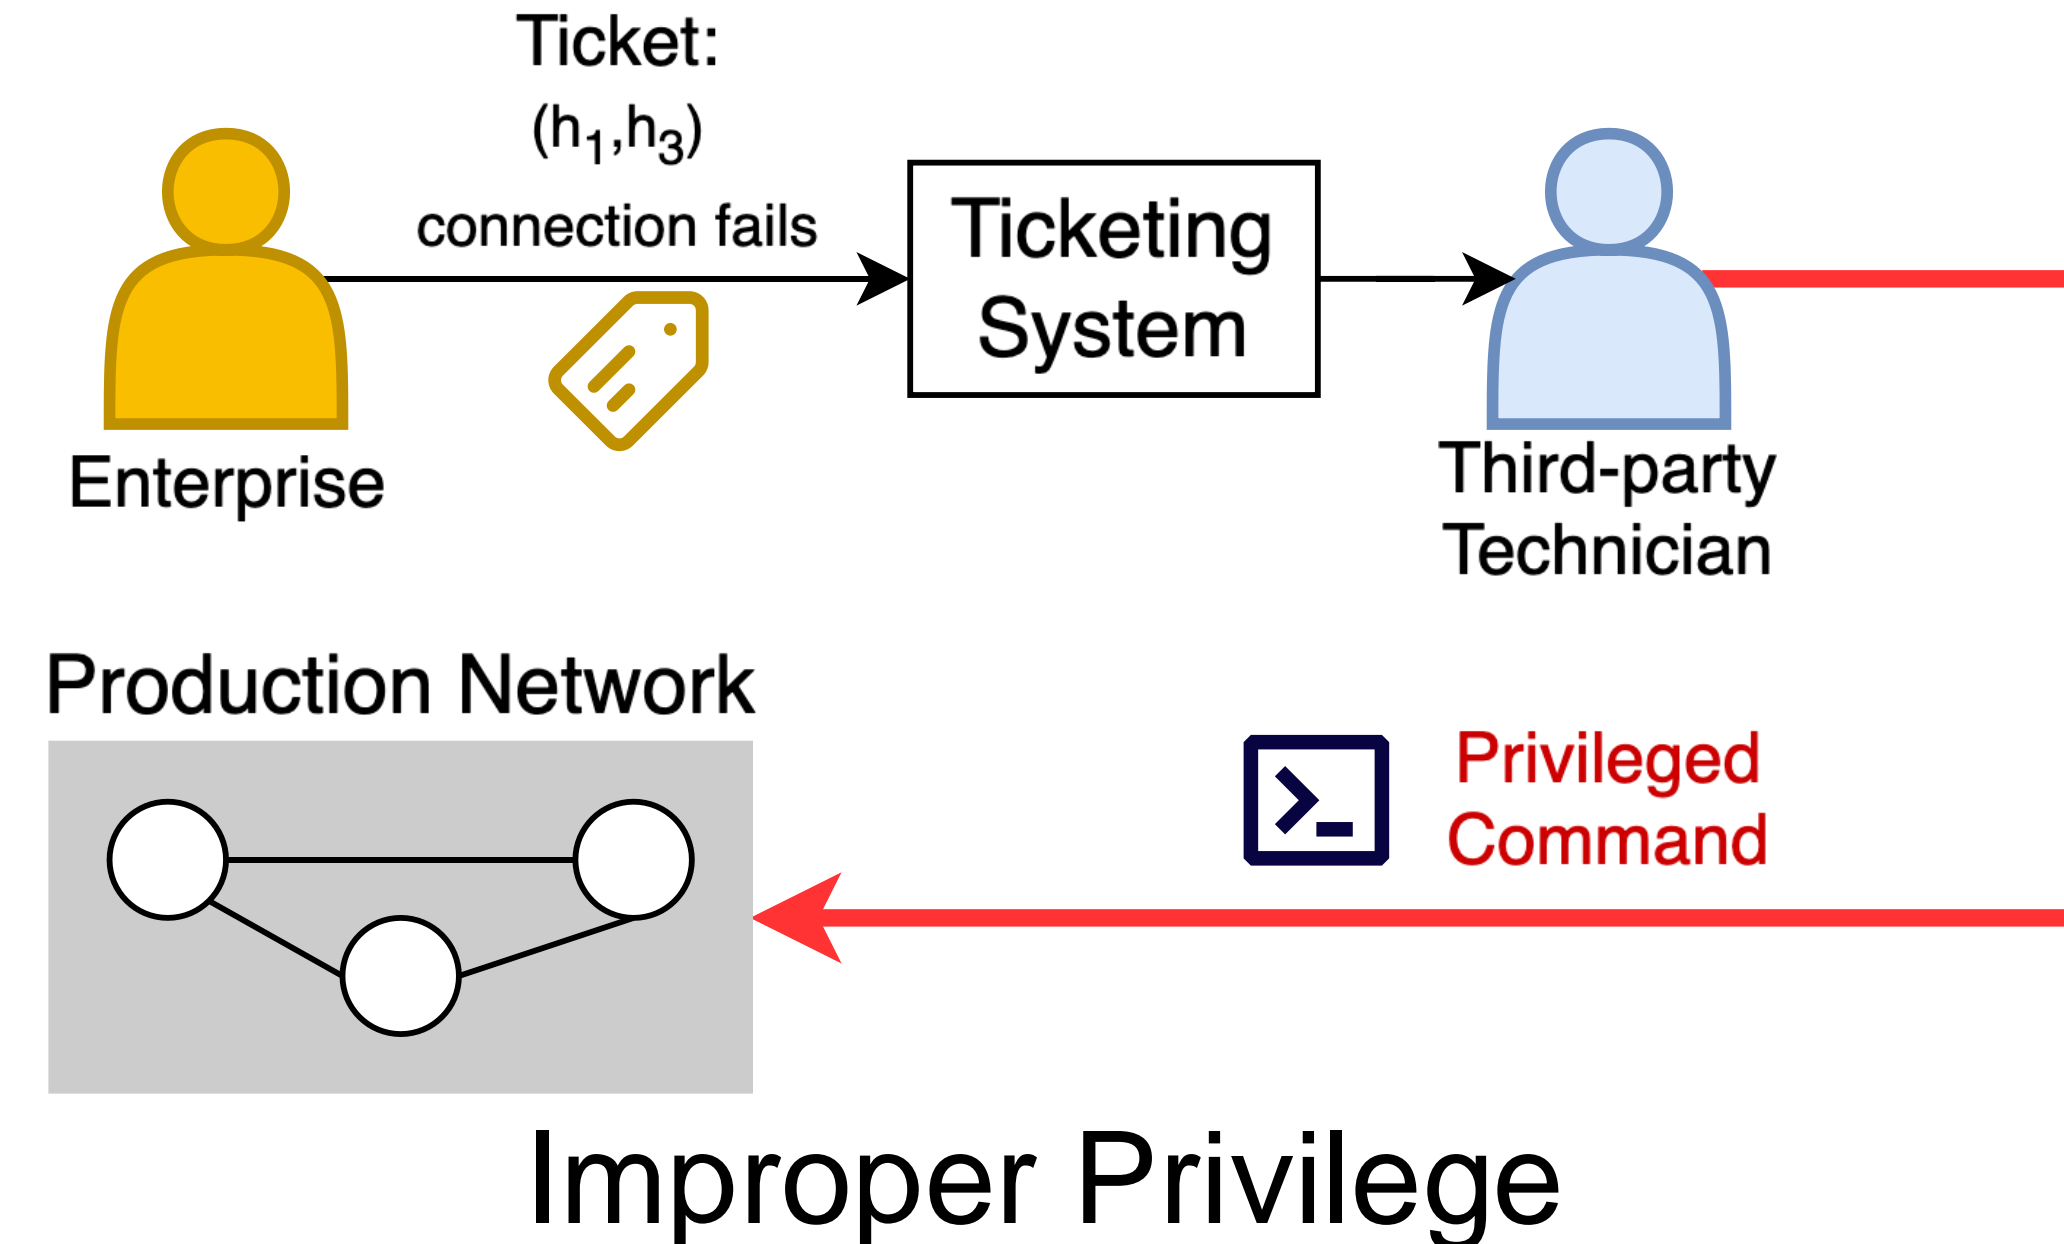 Ticket:
(h₁,h₃)
connection fails
Ticketing
System
Enterprise
Third-party
Technician
Production Network
>_
Privileged
Command
Improper Privilege